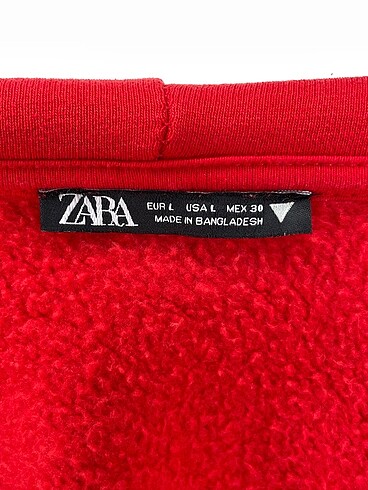 ZARA
EUR L USA L MEX 30
MADE IN BANGLADESH